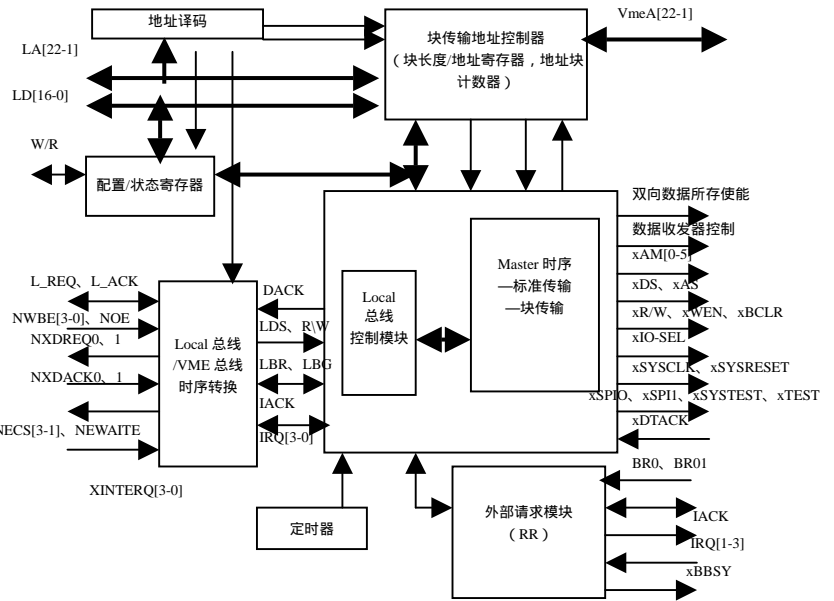 地址译码
块传输地址控制器
（块长度/地址寄存器，地址块
计数器）
VmeA[22-1]
LA[22-1]
LD[16-0]
W/R
配置/状态寄存器
双向数据所存使能
数据收发器控制
xAM[0-5]
xDS、xAS
xR/W、xWEN、xBCLR
xIO-SEL
xSYSCLK、xSYSRESET
xSPIO、xSPI1、xSYSTEST、xTEST
xDTACK
Master 时序
—标准传输
—块传输
Local
总线
控制模块
L_REQ、L_ACK
NWBE[3-0]、NOE
NXDREQ0、1
NXDACK0、1
NECS[3-1]、NEWAITE
XINTERQ[3-0]
Local 总线
/VME 总线
时序转换
DACK
LDS、R\W
LBR、LBG
IACK
IRQ[3-0]
定时器
外部请求模块
（RR）
BR0、BR01
IACK
IRQ[1-3]
xBBSY